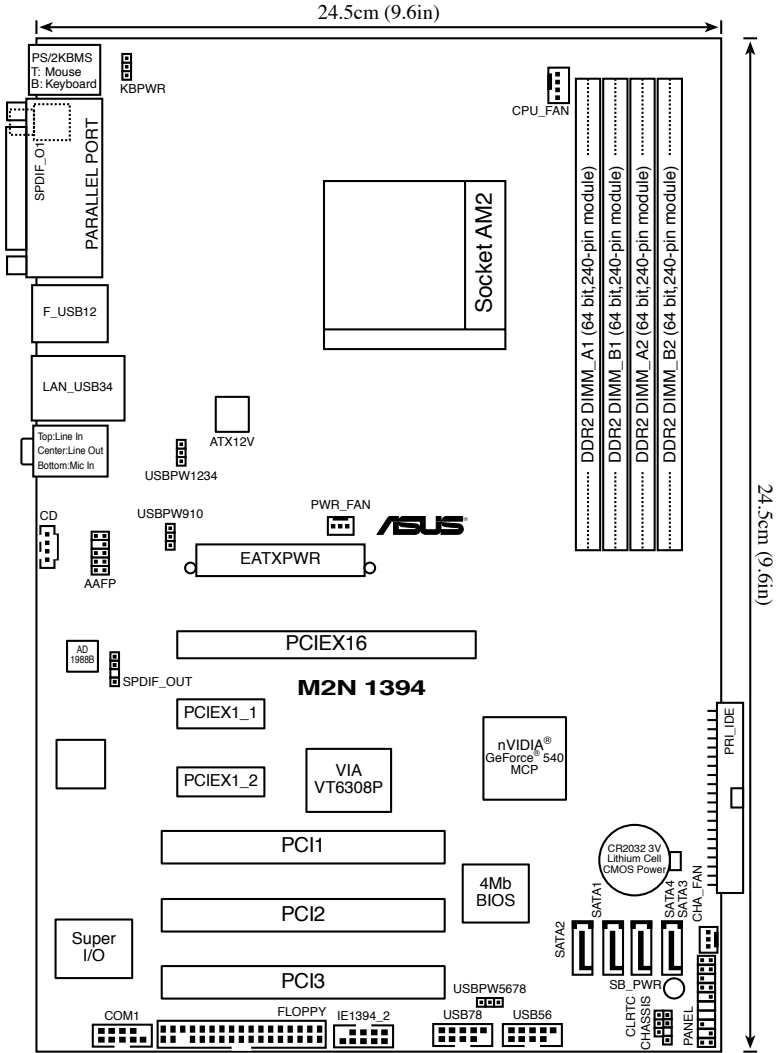 24.5cm (9.6in)
PS/2KBMS
T: Mouse
B: Keyboard
KBPWR
CPU_FAN
SPDIF_O1
PARALLEL PORT
Socket AM2
DDR2 DIMM_A1 (64 bit,240-pin module)
DDR2 DIMM_B1 (64 bit,240-pin module)
DDR2 DIMM_A2 (64 bit,240-pin module)
DDR2 DIMM_B2 (64 bit,240-pin module)
F_USB12
LAN_USB34
ATX12V
Top:Line In
Center:Line Out
Bottom:Mic In
USBPW1234
24.5cm (9.6in)
CD
USBPW910
PWR_FAN
ASUS
AAFP
EATXPWR
PCIEX16
AD
1988B
SPDIF_OUT
M2N 1394
PCIEX1_1
PRI_IDE
nVIDIA®
GeForce® 540
MCP
VIA
VT6308P
PCIEX1_2
PCI1
CR2032 3V
Lithium Cell
CMOS Power
4Mb
BIOS
SATA1
SATA4
SATA3
CHA_FAN
SATA2
PCI2
Super
I/O
PCI3
SB_PWR
USBPW5678
CLRTC
CHASSIS
PANEL
COM1
FLOPPY
IE1394_2
USB78
USB56